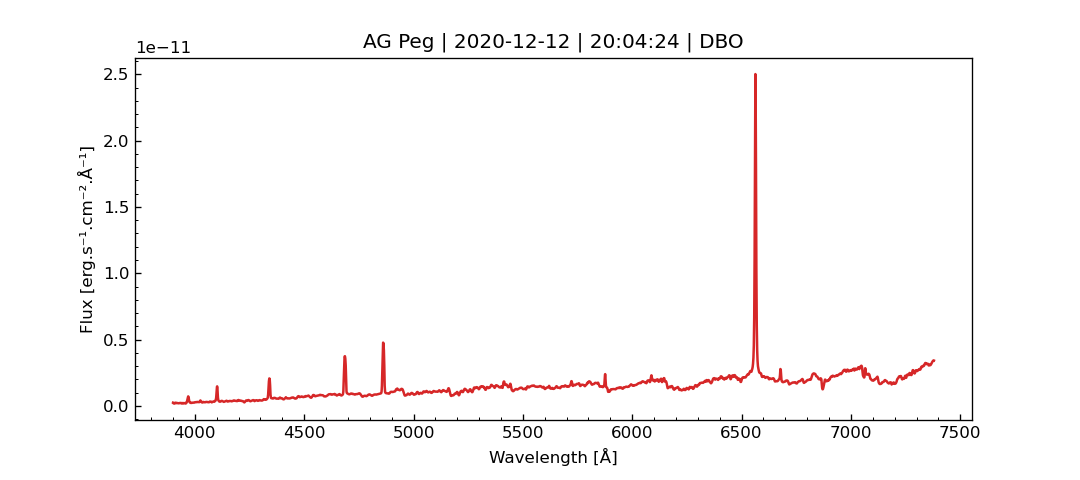 AG Peg | 2020-12-12 | 20:04:24 | DBO
1e−11
2.5
2.0
1.5
1.0
0.5
0.0
Flux [erg.s⁻¹.cm⁻².Å⁻¹]
4000 4500 5000 5500 6000 6500 7000 7500
Wavelength [Å]